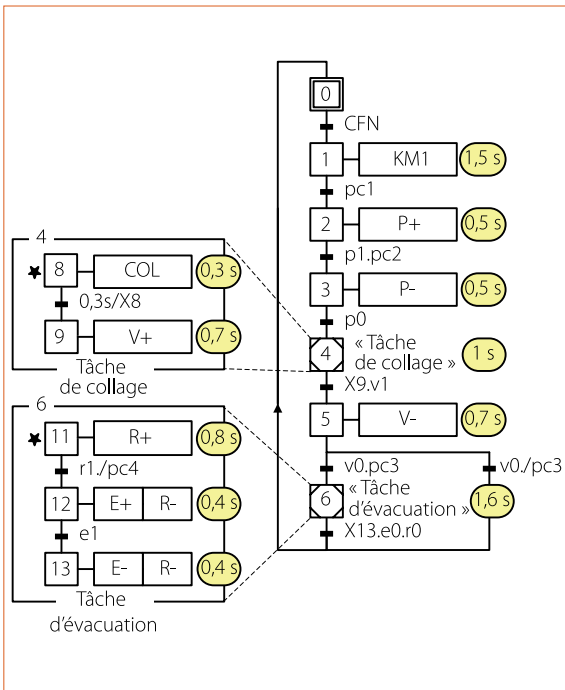 0
CFN
1 KM1 1,5 s
pc1
2 P+ 0,5 s
p1.pc2
3 P- 0,5 s
p0
4 « Tâche
de collage » 1 s
X9.v1
5 V- 0,7 s
v0.pc3 v0./pc3
6 « Tâche
d'évacuation » 1,6 s
X13.e0.r0
4
8 COL 0,3 s
0,3s/X8
9 V+ 0,7 s
Tâche
de collage
6
11 R+ 0,8 s
r1./pc4
12 E+ R- 0,4 s
e1
13 E- R- 0,4 s
Tâche
d'évacuation